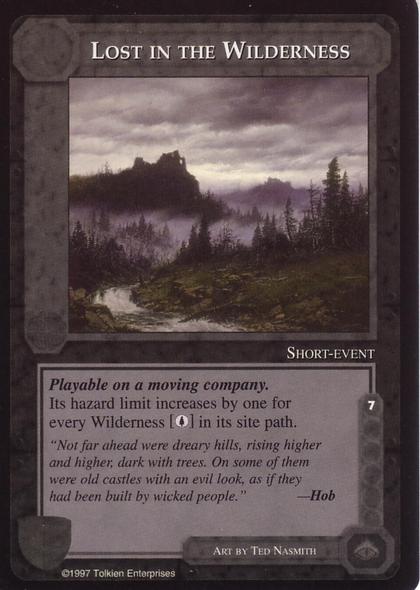 LOST IN THE WILDERNESS
SHORT-EVENT
Playable on a moving company.
Its hazard limit increases by one for
every Wilderness [ ] in its site path.
7
“Not far ahead were dreary hills, rising higher
and higher, dark with trees. On some of them
were old castles with an evil look, as if they
had been built by wicked people.” —Hob
ART BY TED NASMITH
©1997 Tolkien Enterprises